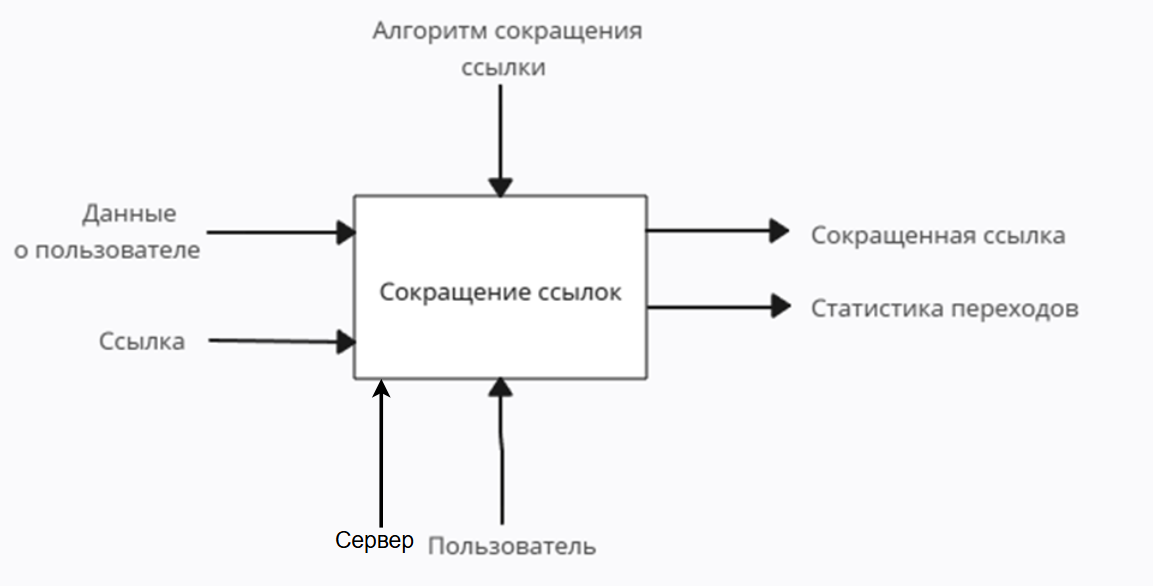 Алгоритм сокращения
ссылки
Данные
о пользователе
Сокращенная ссылка
Сокращение ссылок
Статистика переходов
Ссылка
Сервер
Пользователь